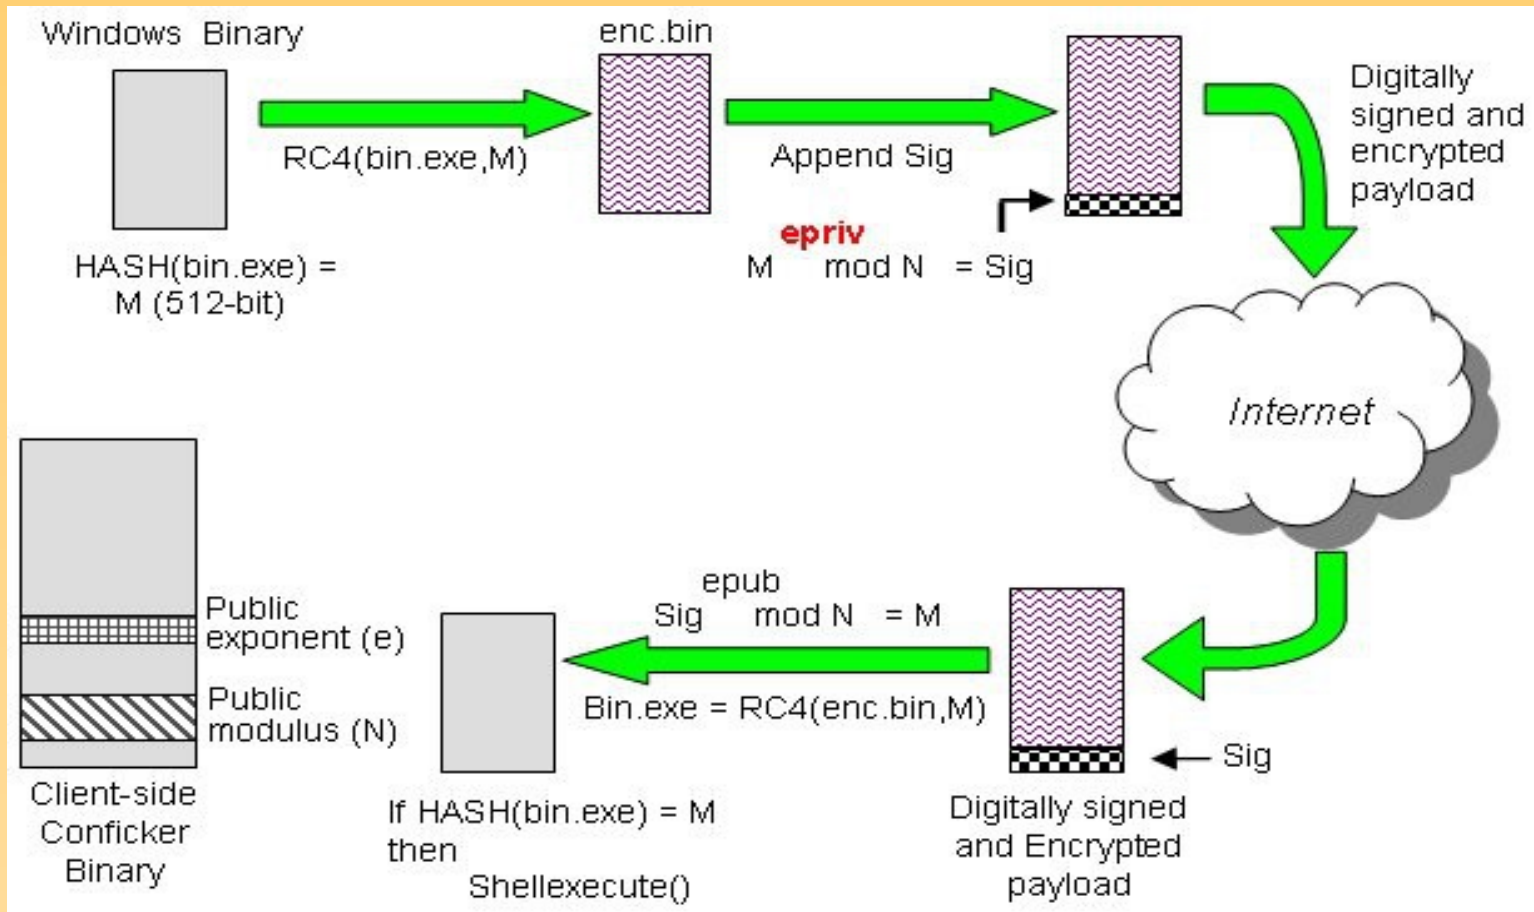 Windows Binary
HASH(bin.exe) =
M (512-bit)
RC4(bin.exe,M)
enc.bin
Append Sig
epriv
M mod N = Sig
Digitally
signed and
encrypted
payload
Internet
Public
exponent (e)
Public
modulus (N)
Client-side
Conficker
Binary
epub
Sig mod N = M
Bin.exe = RC4(enc.bin,M)
If HASH(bin.exe) = M
then
Shellexecute()
Sig
Digitally signed
and Encrypted
payload